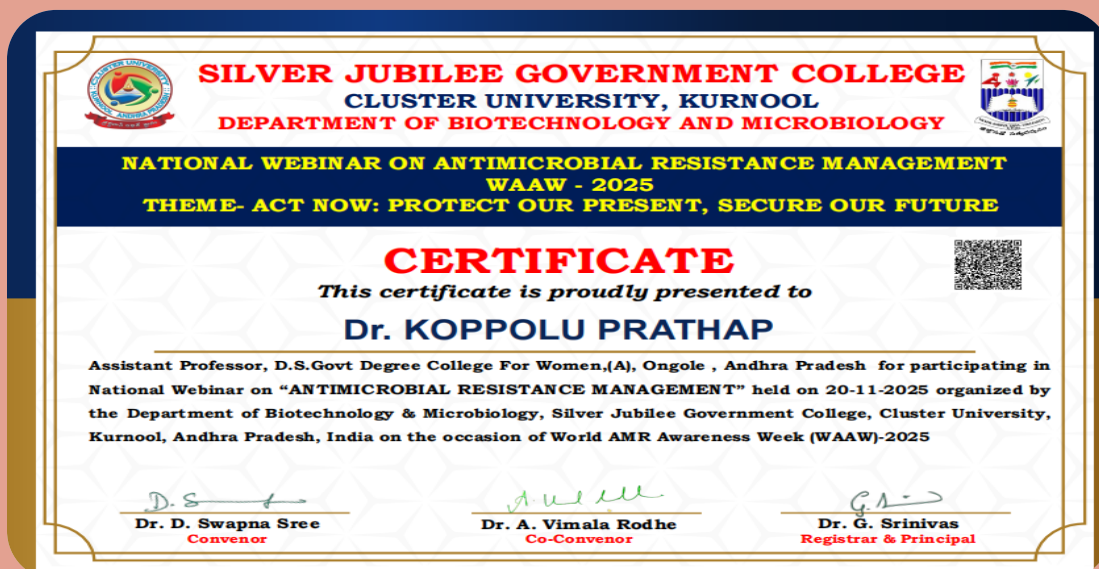 SILVER JUBILEE GOVERNMENT COLLEGE
CLUSTER UNIVERSITY, KURNOOL
DEPARTMENT OF BIOTECHNOLOGY AND MICROBIOLOGY
NATIONAL WEBINAR ON ANTIMICROBIAL RESISTANCE MANAGEMENT
WAAW - 2025
THEME- ACT NOW: PROTECT OUR PRESENT, SECURE OUR FUTURE
CERTIFICATE
This certificate is proudly presented to
Dr. KOPPOLU PRATHAP
Assistant Professor, D.S.Govt Degree College For Women,(A), Ongole , Andhra Pradesh for participating in
National Webinar on “ANTIMICROBIAL RESISTANCE MANAGEMENT” held on 20-11-2025 organized by
the Department of Biotechnology & Microbiology, Silver Jubilee Government College, Cluster University,
Kurnool, Andhra Pradesh, India on the occasion of World AMR Awareness Week (WAAW)-2025
Dr. D. Swapna Sree
Convenor
Dr. A. Vimala Rodhe
Co-Convenor
Dr. G. Srinivas
Registrar & Principal